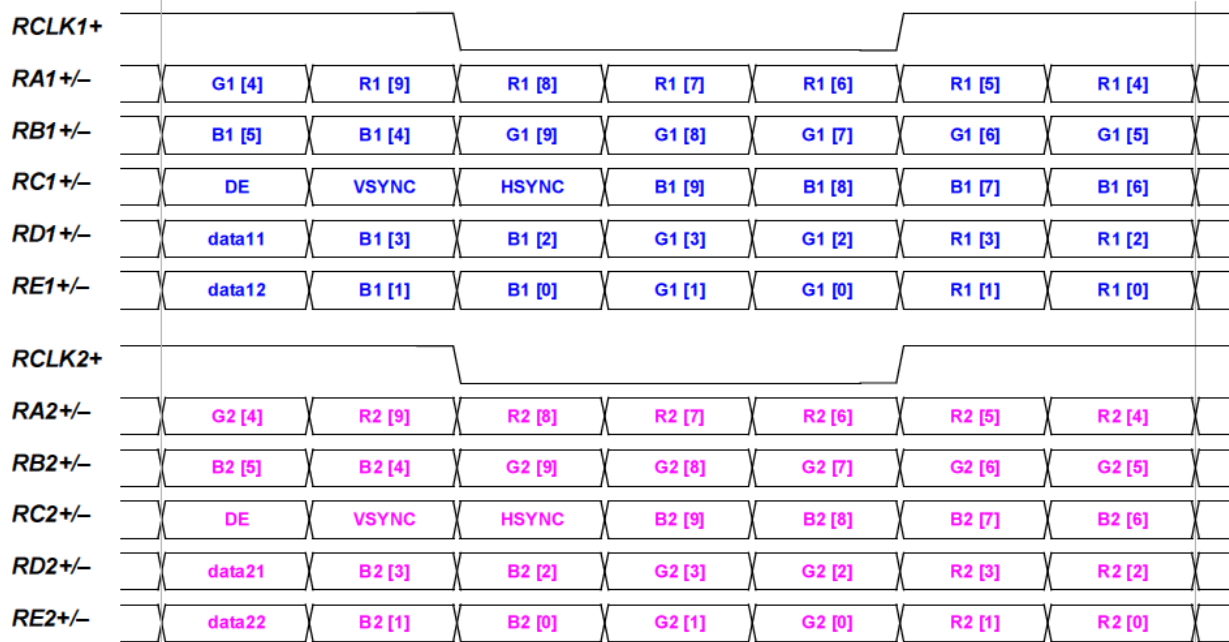 RCLK1+
RA1+/– G1 [4] R1 [9] R1 [8] R1 [7] R1 [6] R1 [5] R1 [4]
RB1+/– B1 [5] B1 [4] G1 [9] G1 [8] G1 [7] G1 [6] G1 [5]
RC1+/– DE VSYNC HSYNC B1 [9] B1 [8] B1 [7] B1 [6]
RD1+/– data11 B1 [3] B1 [2] G1 [3] G1 [2] R1 [3] R1 [2]
RE1+/– data12 B1 [1] B1 [0] G1 [1] G1 [0] R1 [1] R1 [0]
RCLK2+
RA2+/– G2 [4] R2 [9] R2 [8] R2 [7] R2 [6] R2 [5] R2 [4]
RB2+/– B2 [5] B2 [4] G2 [9] G2 [8] G2 [7] G2 [6] G2 [5]
RC2+/– DE VSYNC HSYNC B2 [9] B2 [8] B2 [7] B2 [6]
RD2+/– data21 B2 [3] B2 [2] G2 [3] G2 [2] R2 [3] R2 [2]
RE2+/– data22 B2 [1] B2 [0] G2 [1] G2 [0] R2 [1] R2 [0]